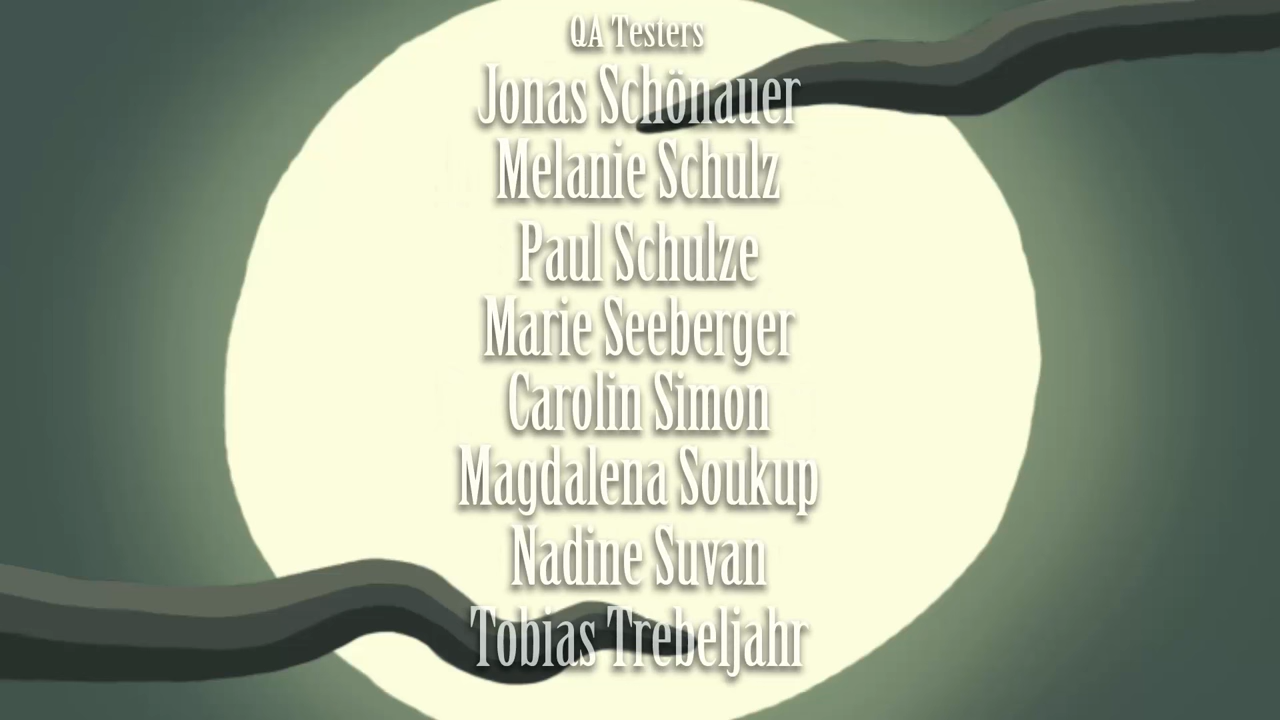 QA Testers
Jonas Schönauer
Melanie Schulz
Paul Schulze
Marie Seeberger
Carolin Simon
Magdalena Soukup
Nadine Suvan
Tobias Trebeljahr